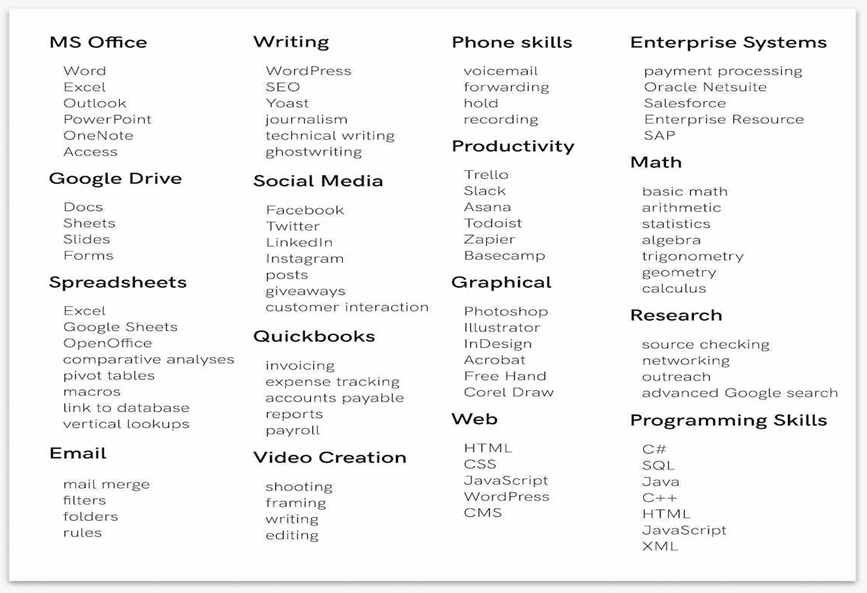 MS Office
Word
Excel
Outlook
PowerPoint
OneNote
Access
Google Drive
Docs
Sheets
Slides
Forms
Spreadsheets
Excel
Google Sheets
OpenOffice
comparative analyses
pivot tables
macros
link to database
vertical lookups
Email
mail merge
filters
folders
rules
Writing
WordPress
SEO
Yoast
journalism
technical writing
ghostwriting
Social Media
Facebook
Twitter
LinkedIn
Instagram
posts
giveaways
customer interaction
Quickbooks
invoicing
expense tracking
accounts payable
reports
payroll
Video Creation
shooting
framing
writing
editing
Phone skills
voicemail
forwarding
hold
recording
Productivity
Trello
Slack
Asana
Todoist
Zapier
Basecamp
Graphical
Photoshop
Illustrator
InDesign
Acrobat
Free Hand
Corel Draw
Web
HTML
CSS
JavaScript
WordPress
CMS
Enterprise Systems
payment processing
Oracle Netsuite
Salesforce
Enterprise Resource
SAP
Math
basic math
arithmetic
statistics
algebra
trigonometry
geometry
calculus
Research
source checking
networking
outreach
advanced Google search
Programming Skills
C#
SQL
Java
C++
HTML
JavaScript
XML